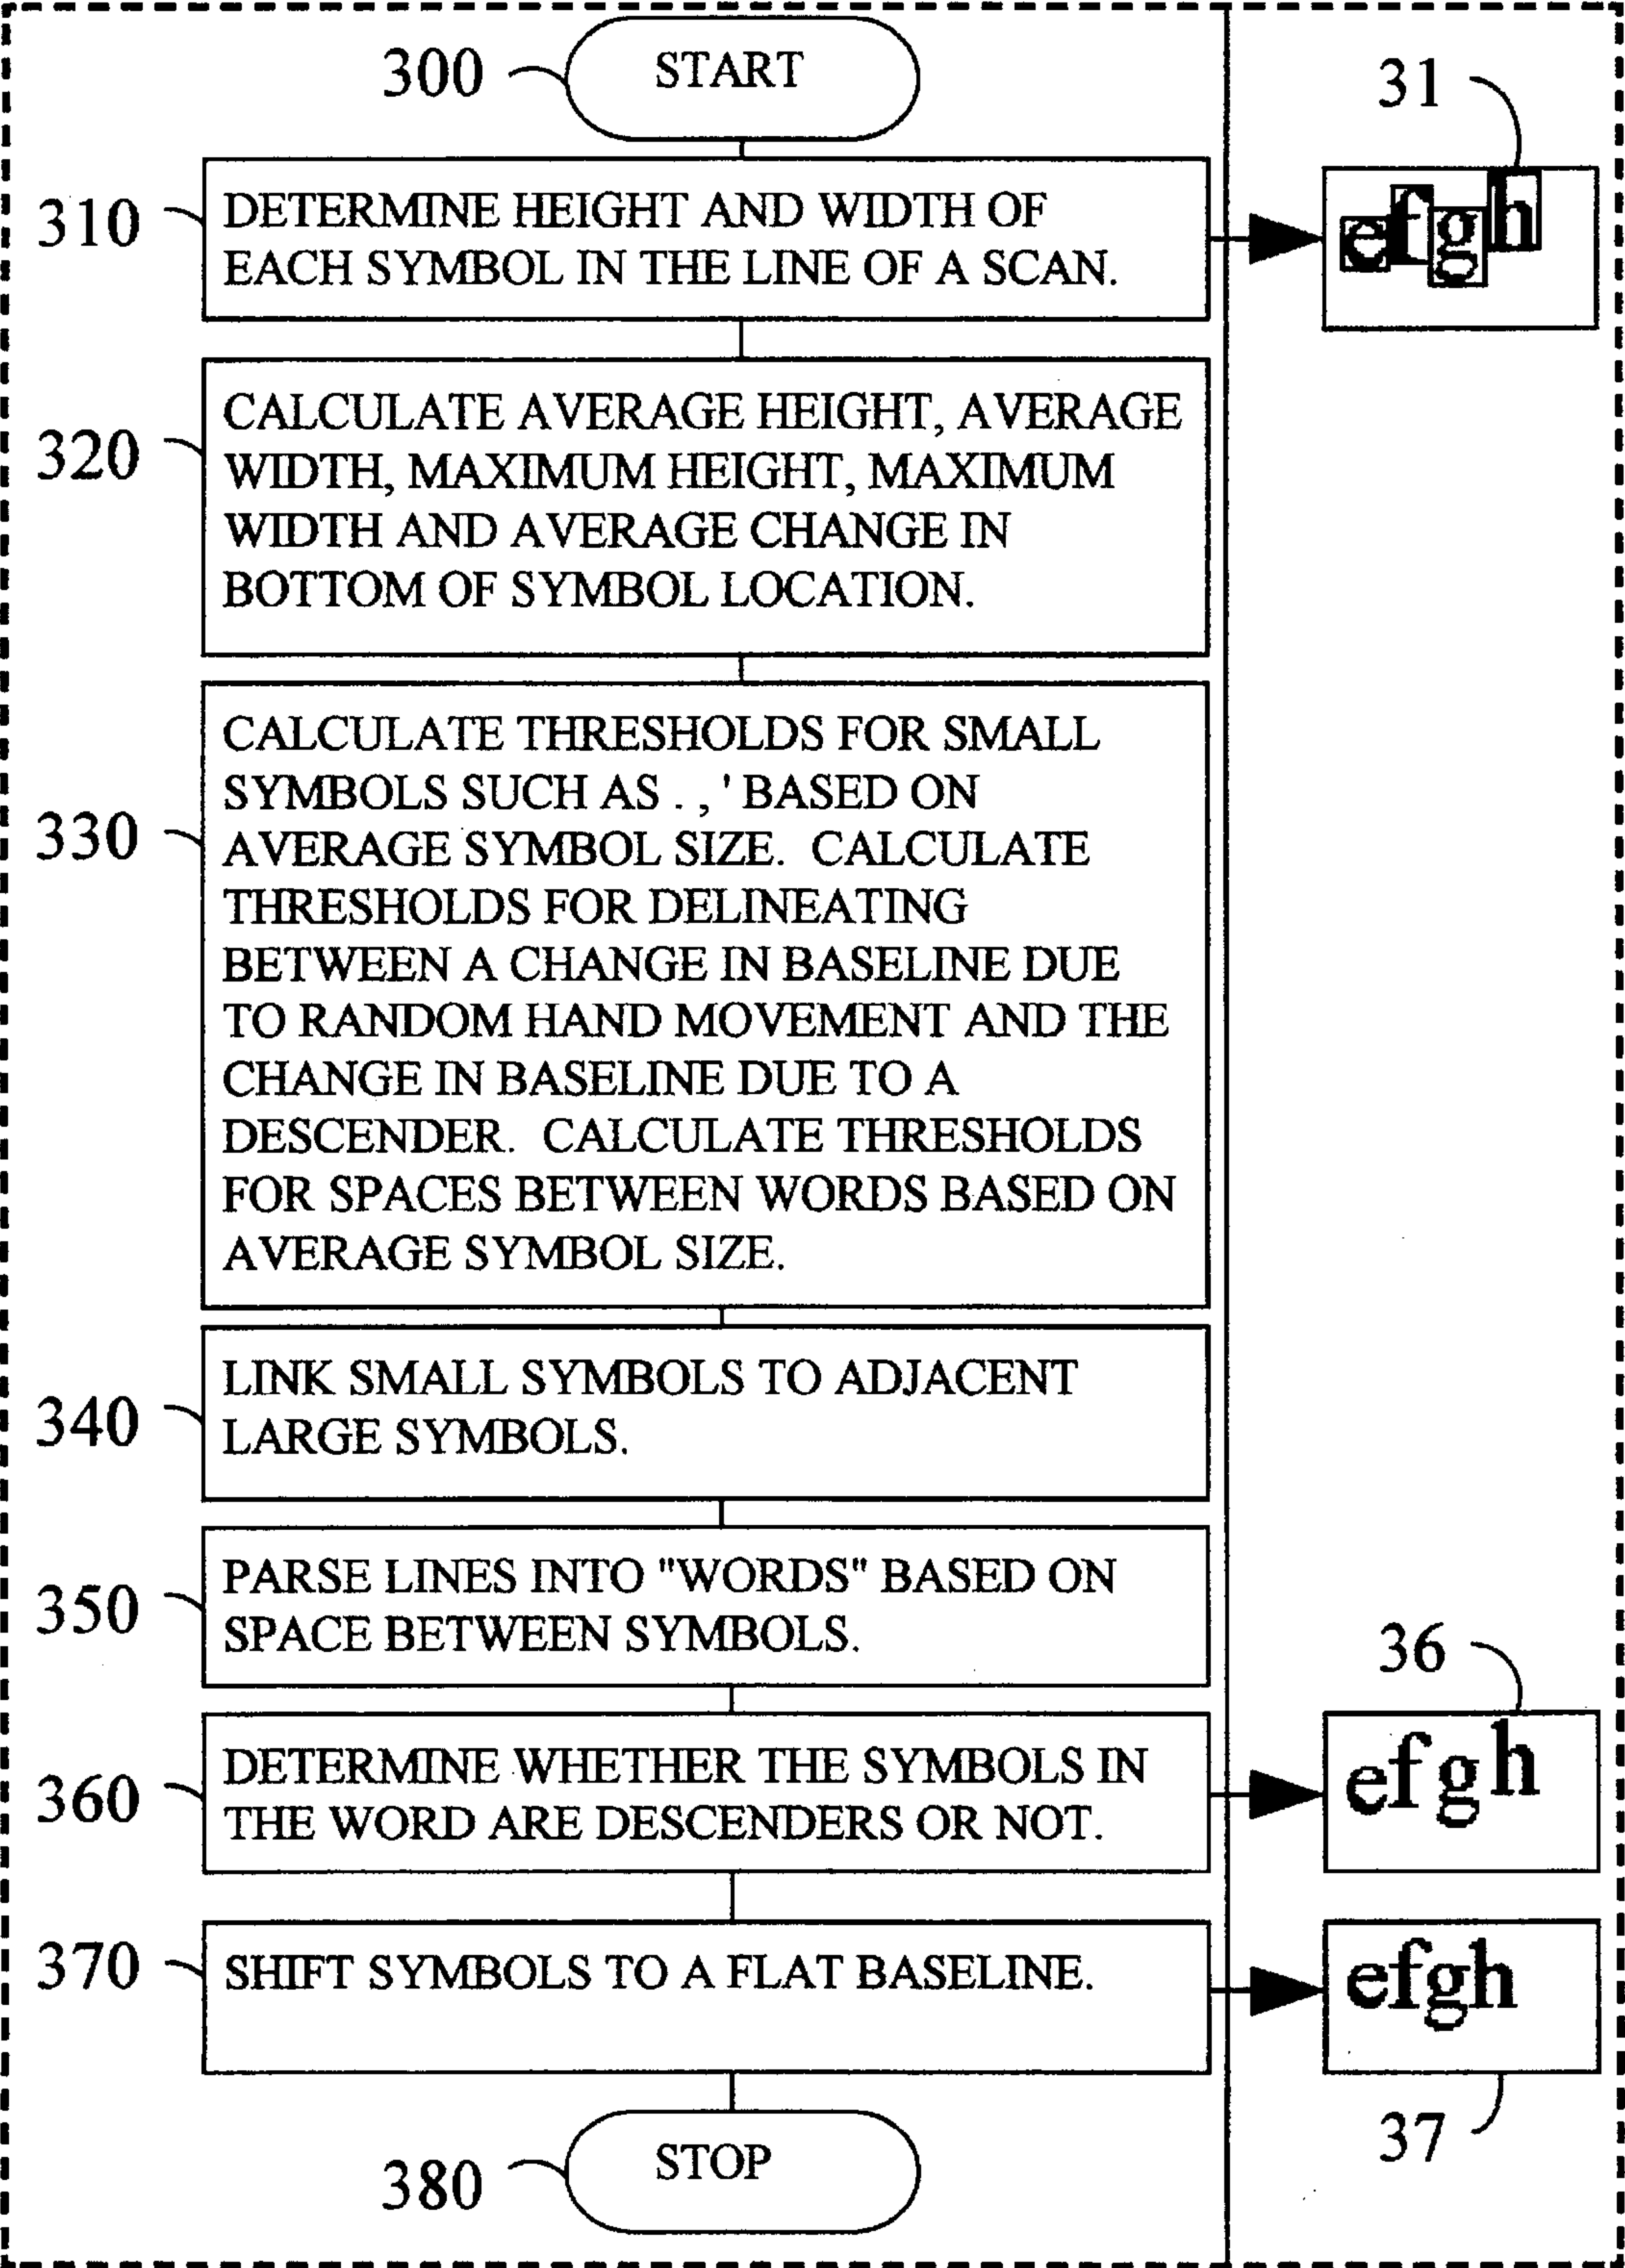 300
START
31
310
DETERMINE HEIGHT AND WIDTH OF
EACH SYMBOL IN THE LINE OF A SCAN.
efgh
320
CALCULATE AVERAGE HEIGHT, AVERAGE
WIDTH, MAXIMUM HEIGHT, MAXIMUM
WIDTH AND AVERAGE CHANGE IN
BOTTOM OF SYMBOL LOCATION.
330
CALCULATE THRESHOLDS FOR SMALL
SYMBOLS SUCH AS . , ' BASED ON
AVERAGE SYMBOL SIZE. CALCULATE
THRESHOLDS FOR DELINEATING
BETWEEN A CHANGE IN BASELINE DUE
TO RANDOM HAND MOVEMENT AND THE
CHANGE IN BASELINE DUE TO A
DESCENDER. CALCULATE THRESHOLDS
FOR SPACES BETWEEN WORDS BASED ON
AVERAGE SYMBOL SIZE.
340
LINK SMALL SYMBOLS TO ADJACENT
LARGE SYMBOLS.
350
PARSE LINES INTO "WORDS" BASED ON
SPACE BETWEEN SYMBOLS.
36
360
DETERMINE WHETHER THE SYMBOLS IN
THE WORD ARE DESCENDERS OR NOT.
efgh
370
SHIFT SYMBOLS TO A FLAT BASELINE.
efgh
37
380
STOP